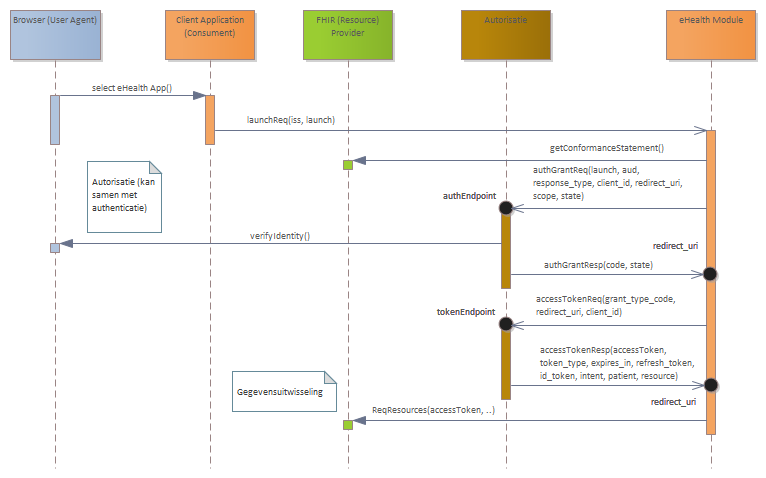 Browser (User Agent)
Client Application
(Consument)
FHIR (Resource)
Provider
Autorisatie
eHealth Module
select eHealth App()
launchReq(iss, launch)
getConformanceStatement()
authGrantReq(launch, aud,
response_type, client_id, redirect_uri,
scope, state)
Autorisatie (kan
samen met
authenticatie)
authEndpoint
verifyIdentity()
redirect_uri
authGrantResp(code, state)
accessTokenReq(grant_type_code,
redirect_uri, client_id)
tokenEndpoint
accessTokenResp(accessToken,
token_type, expires_in, refresh_token,
id_token, intent, patient, resource)
Gegevensuitwisseling
redirect_uri
ReqResources(accessToken, ..)